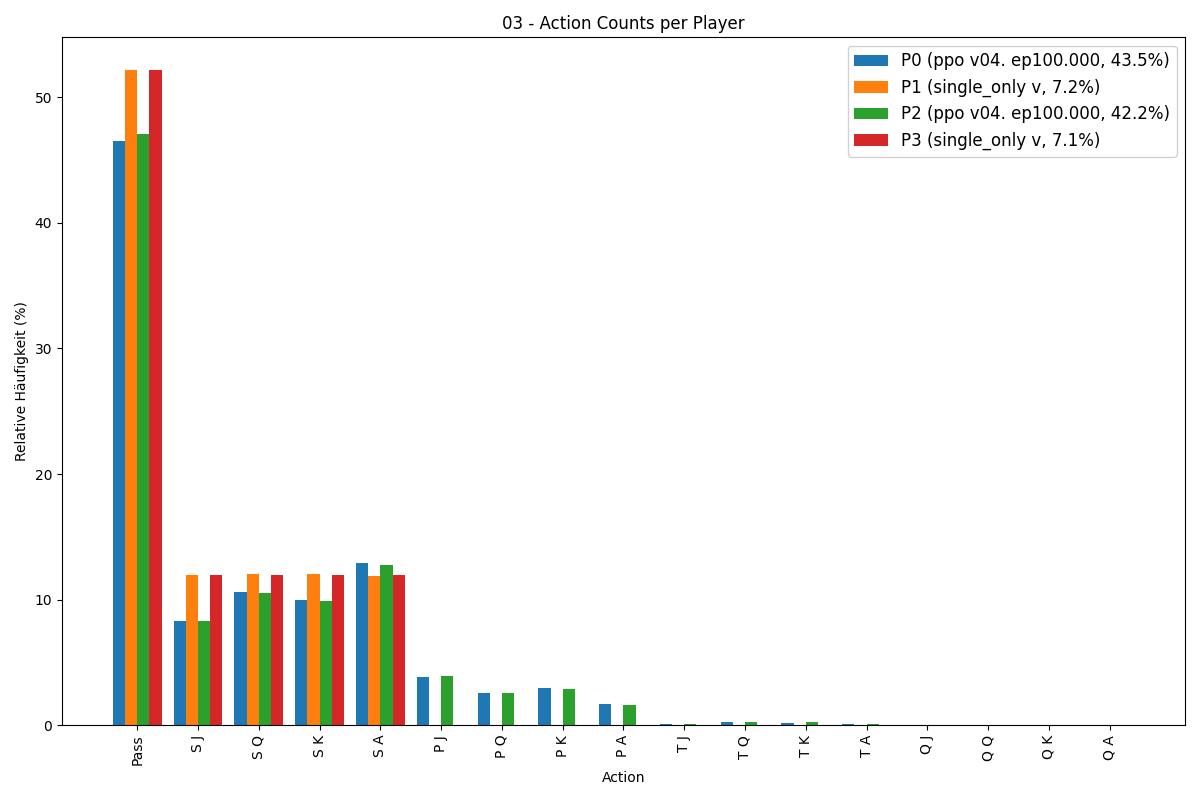 03 - Action Counts per Player
P0 (ppo v04. ep100.000, 43.5%)
P1 (single_only v, 7.2%)
P2 (ppo v04. ep100.000, 42.2%)
P3 (single_only v, 7.1%)
Relative Häufigkeit (%)
50
40
30
20
10
0
Pass
S J
S Q
S K
S A
P J
P Q
P K
P A
T J
T Q
T K
T A
Q J
Q Q
Q K
Q A
Action